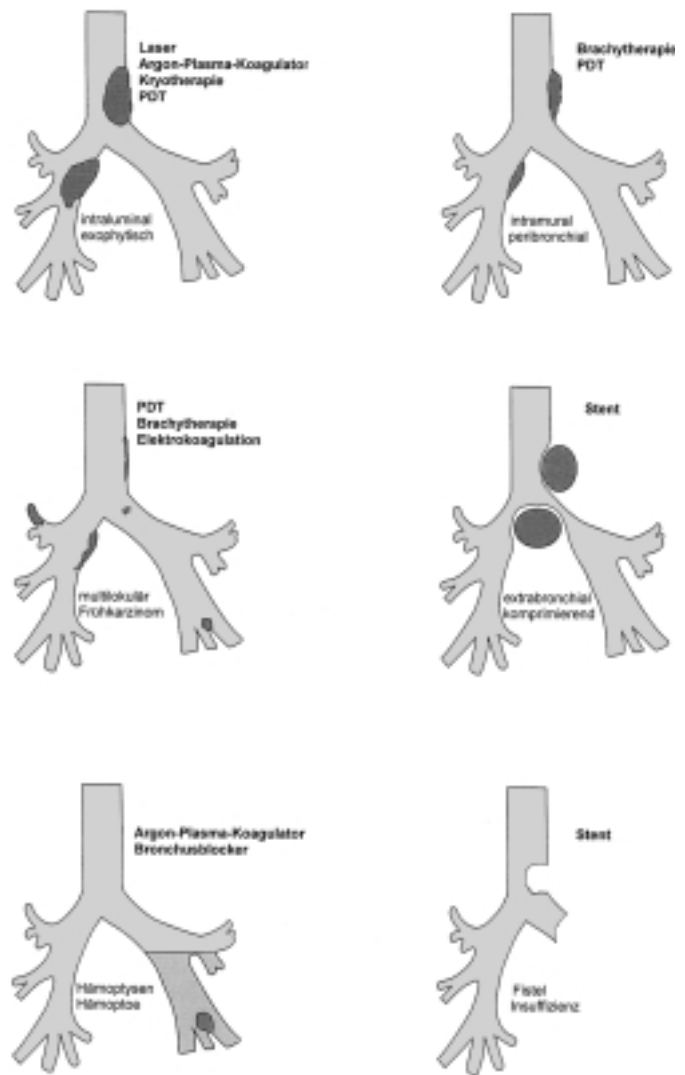 Laser
Argon-Plasma-Koagulator
Kryotherapie
PDT
intraluminal
exophytisch
Brachytherapie
PDT
intramural
peribronchial
PDT
Brachytherapie
Elektrokoagulation
multilokulär
Frühkarzinom
Stent
extrabronchial
komprimierend
Argon-Plasma-Koagulator
Bronchusblocker
Hämoptysen
Hämoptoe
Stent
Fistel
Insuffizienz